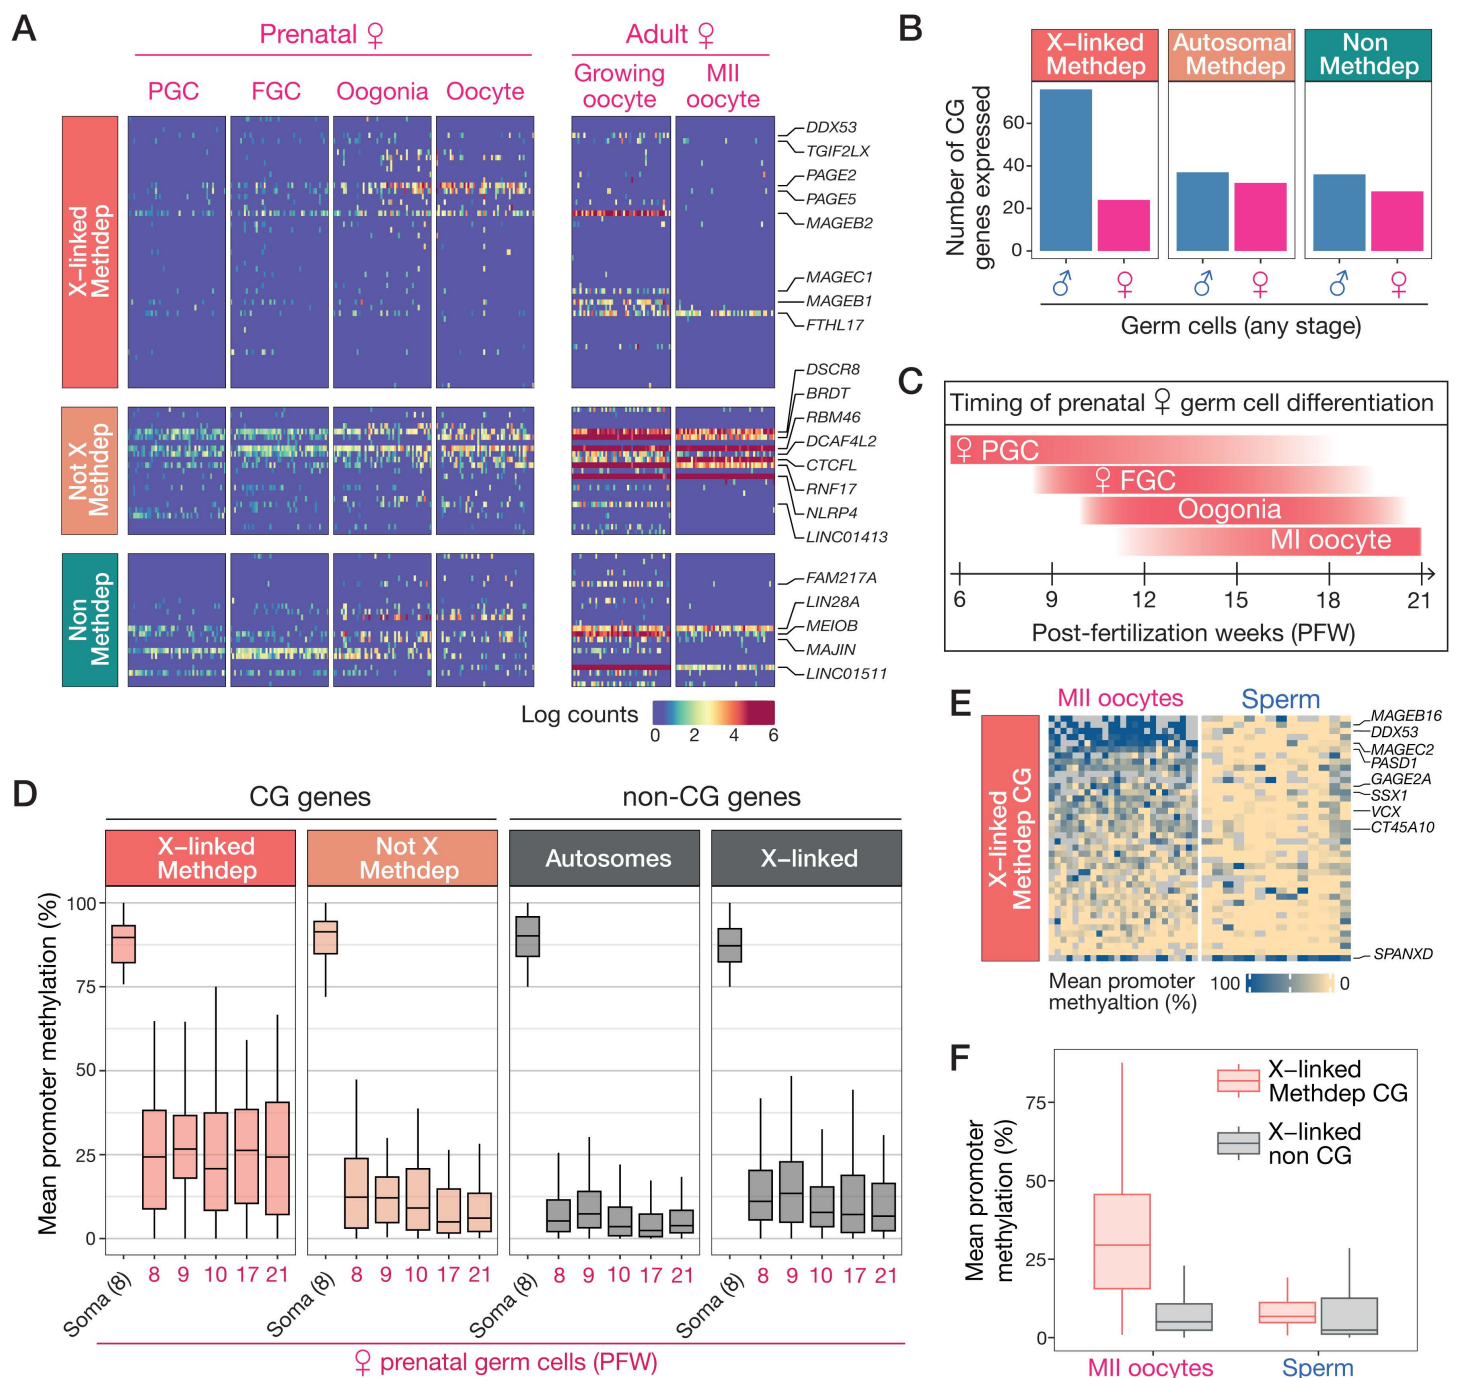 A
Prenatal ♀
Adult ♀
PGC
FGC
Oogonia
Oocyte
Growing
oocyte
MII
oocyte
X−linked
Methdep
Not X
Methdep
Non
Methdep
DDX53
TGIF2LX
PAGE2
PAGE5
MAGEB2
MAGEC1
MAGEB1
FTHL17
DSCR8
BRDT
RBM46
DCAF4L2
CTCFL
RNF17
NLRP4
LINC01413
FAM217A
LIN28A
MEIOB
MAJIN
LINC01511
Log counts
0 2 4 6
B
X−linked
Methdep
Autosomal
Methdep
Non
Methdep
Number of CG
genes expressed
60
40
20
0
♂ ♀ ♂ ♀ ♂ ♀
Germ cells (any stage)
C
Timing of prenatal ♀ germ cell differentiation
♀ PGC
♀ FGC
Oogonia
MI oocyte
6 9 12 15 18 21
Post-fertilization weeks (PFW)
D
CG genes
non-CG genes
X−linked
Methdep
Not X
Methdep
Autosomes
X−linked
Mean promoter methylation (%)
100
75
50
25
0
Soma (8) 8 9 10 17 21
Soma (8) 8 9 10 17 21
Soma (8) 8 9 10 17 21
Soma (8) 8 9 10 17 21
♀ prenatal germ cells (PFW)
E
MII oocytes
Sperm
X−linked
Methdep CG
MAGEB16
DDX53
MAGEC2
PASD1
GAGE2A
SSX1
VCX
CT45A10
SPANXD
Mean promoter
methyaltion (%)
100 0
F
Mean promoter
methylation (%)
75
50
25
0
X−linked
Methdep CG
X−linked
non CG
MII oocytes
Sperm